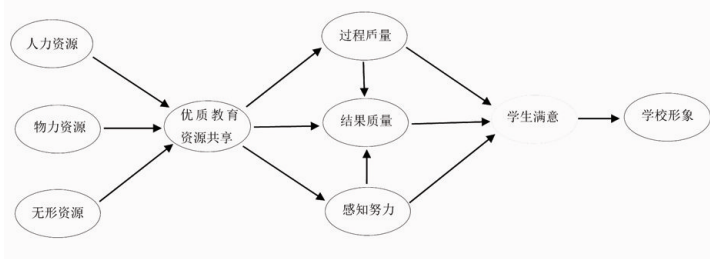 人力资源
物力资源
无形资源
优质教育
资源共享
过程质量
结果质量
感知努力
学生满意
学校形象